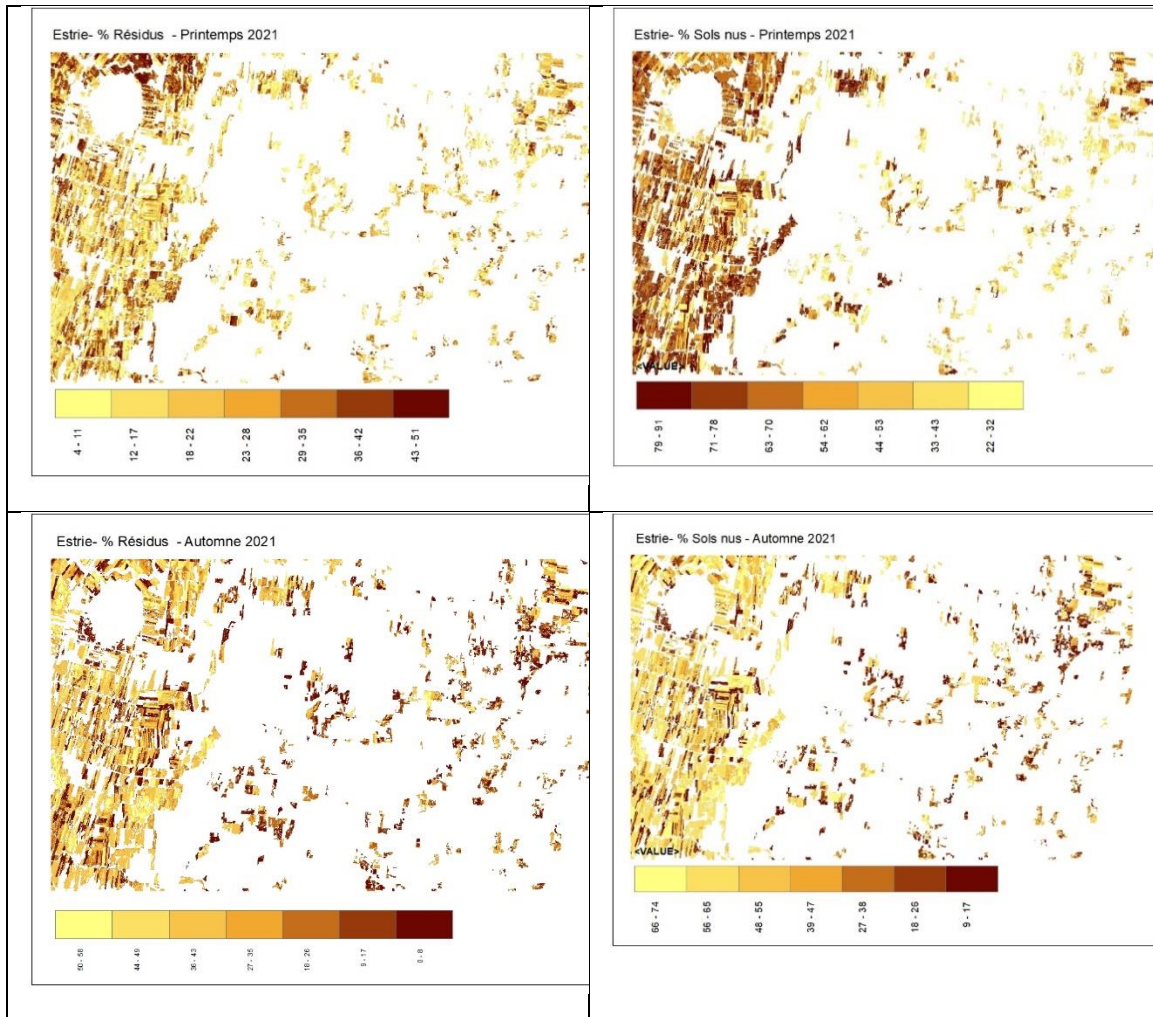 Estrie- % Résidus - Printemps 2021
4 - 11
12 - 17
18 - 22
23 - 28
29 - 35
36 - 42
43 - 51
Estrie- % Sols nus - Printemps 2021
<VALUE>
79 - 91
71 - 78
63 - 70
54 - 62
44 - 53
33 - 43
22 - 32
Estrie- % Résidus - Automne 2021
50 - 58
44 - 49
36 - 43
27 - 35
18 - 26
9 - 17
0 - 8
Estrie- % Sols nus - Automne 2021
<VALUE>
66 - 74
56 - 65
48 - 55
39 - 47
27 - 38
18 - 26
9 - 17